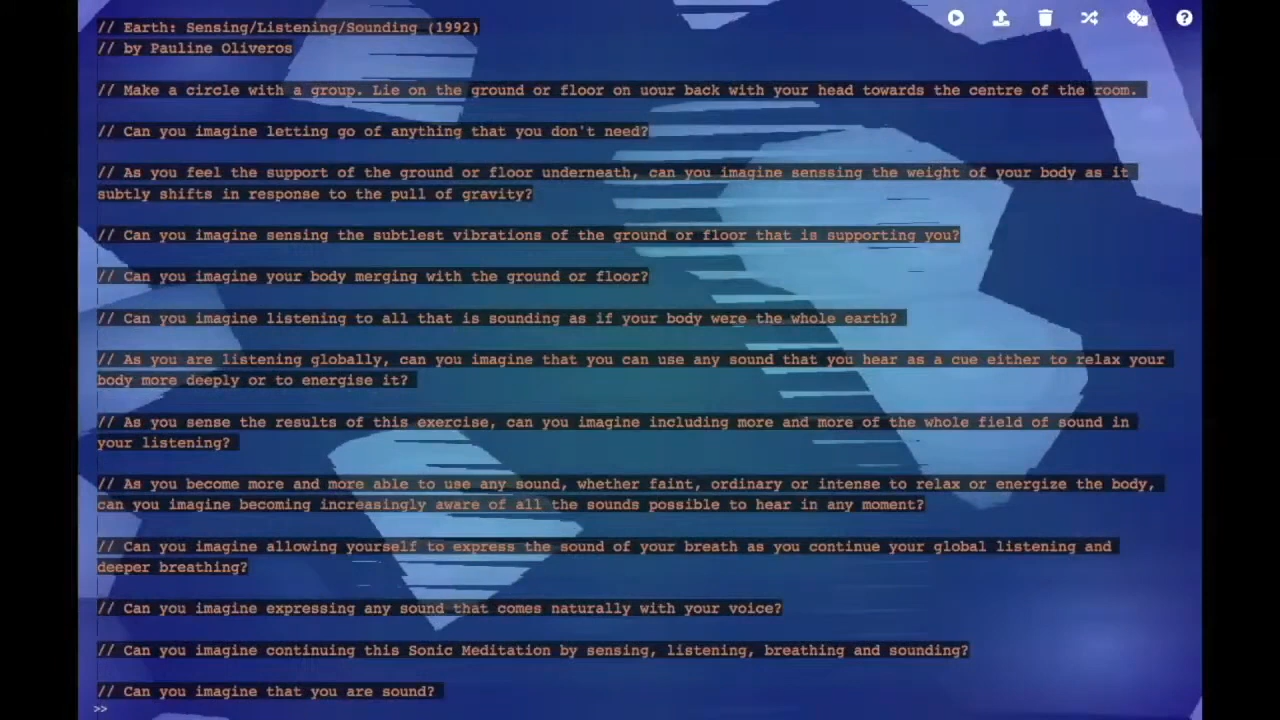 // Earth: Sensing/Listening/Sounding (1992)
// by Pauline Oliveros
// Make a circle with a group. Lie on the ground or floor on uour back with your head towards the centre of the room.
// Can you imagine letting go of anything that you don't need?
// As you feel the support of the ground or floor underneath, can you imagine senssing the weight of your body as it
subtly shifts in response to the pull of gravity?
// Can you imagine sensing the subtlest vibrations of the ground or floor that is supporting you?
// Can you imagine your body merging with the ground or floor?
// Can you imagine listening to all that is sounding as if your body were the whole earth?
// As you are listening globally, can you imagine that you can use any sound that you hear as a cue either to relax your
body more deeply or to energise it?
// As you sense the results of this exercise, can you imagine including more and more of the whole field of sound in
your listening?
// As you become more and more able to use any sound, whether faint, ordinary or intense to relax or energize the body,
can you imagine becoming increasingly aware of all the sounds possible to hear in any moment?
// Can you imagine allowing yourself to express the sound of your breath as you continue your global listening and
deeper breathing?
// Can you imagine expressing any sound that comes naturally with your voice?
// Can you imagine continuing this Sonic Meditation by sensing, listening, breathing and sounding?
// Can you imagine that you are sound?
>>